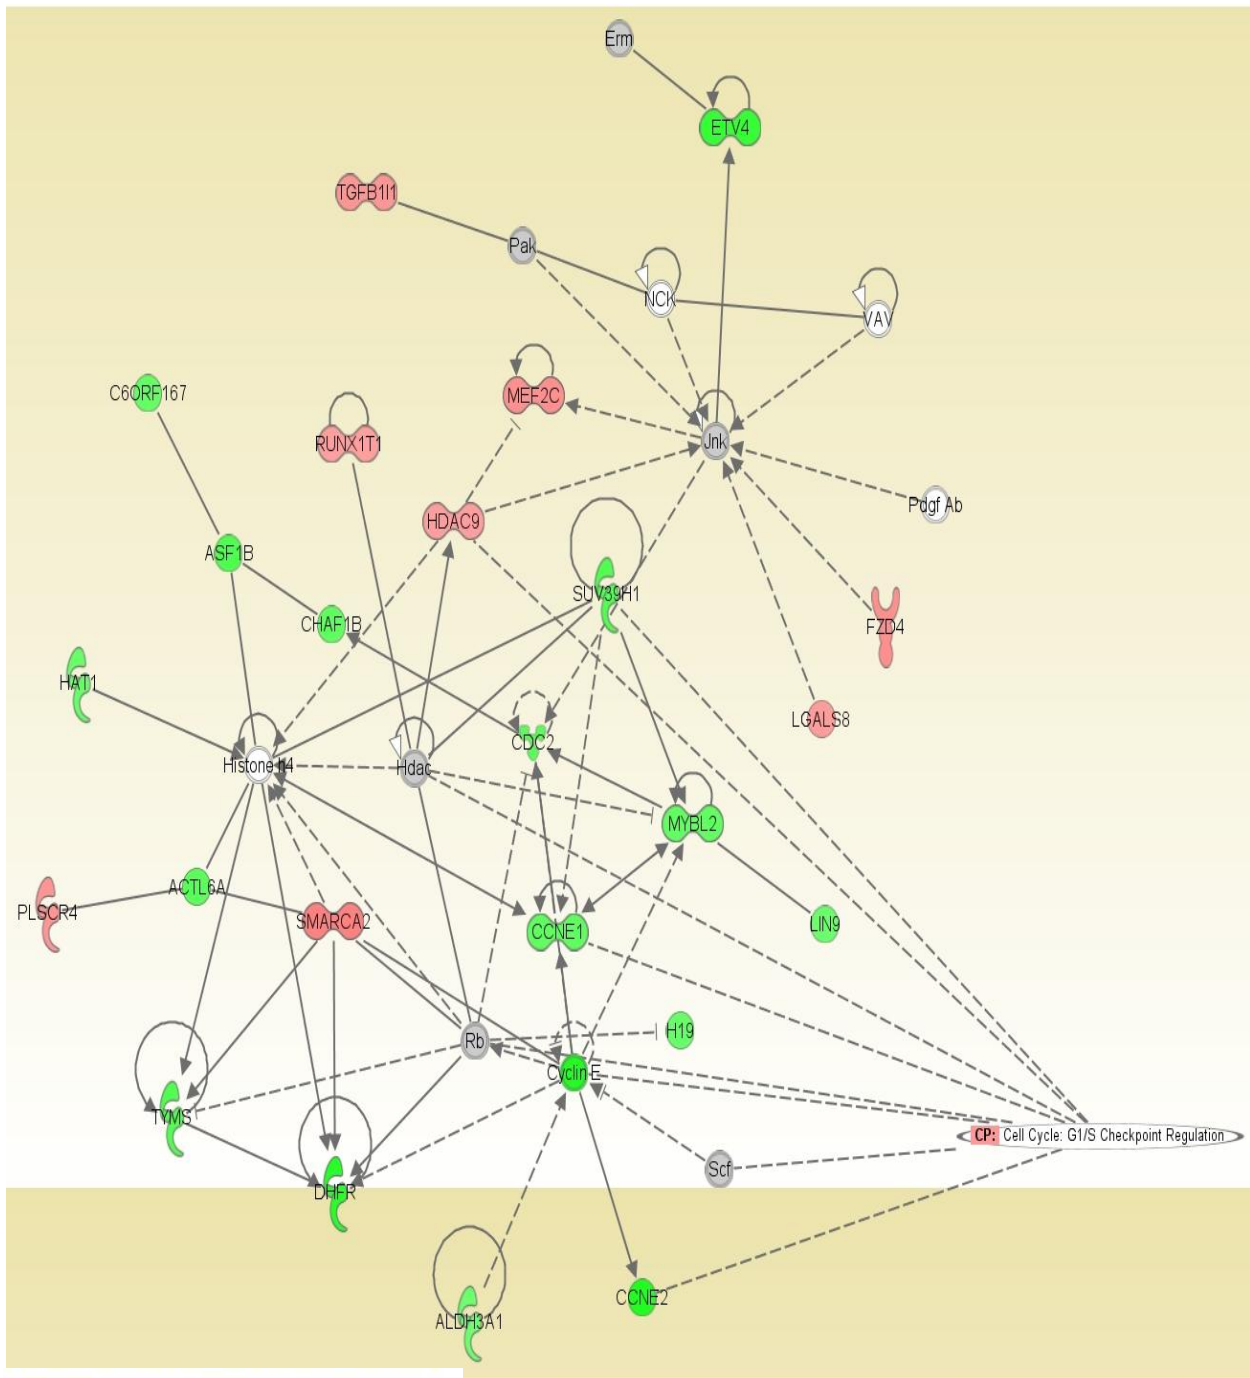 Erm
ETV4
TGFB1I1
Pak
NCK
VAV
C6ORF167
MEF2C
RUNX1T1
Jnk
Pdgf Ab
HDAC9
ASF1B
SUV39H1
CHAF1B
FZD4
HAT1
LGALS8
CDC2
Histone h4
Hdac
MYBL2
ACTL6A
PLSCR4
SMARCA2
CCNE1
LIN9
H19
Rb
Cyclin E
TYMS
CP: Cell Cycle: G1/S Checkpoint Regulation
Scf
DHFR
CCNE2
ALDH3A1